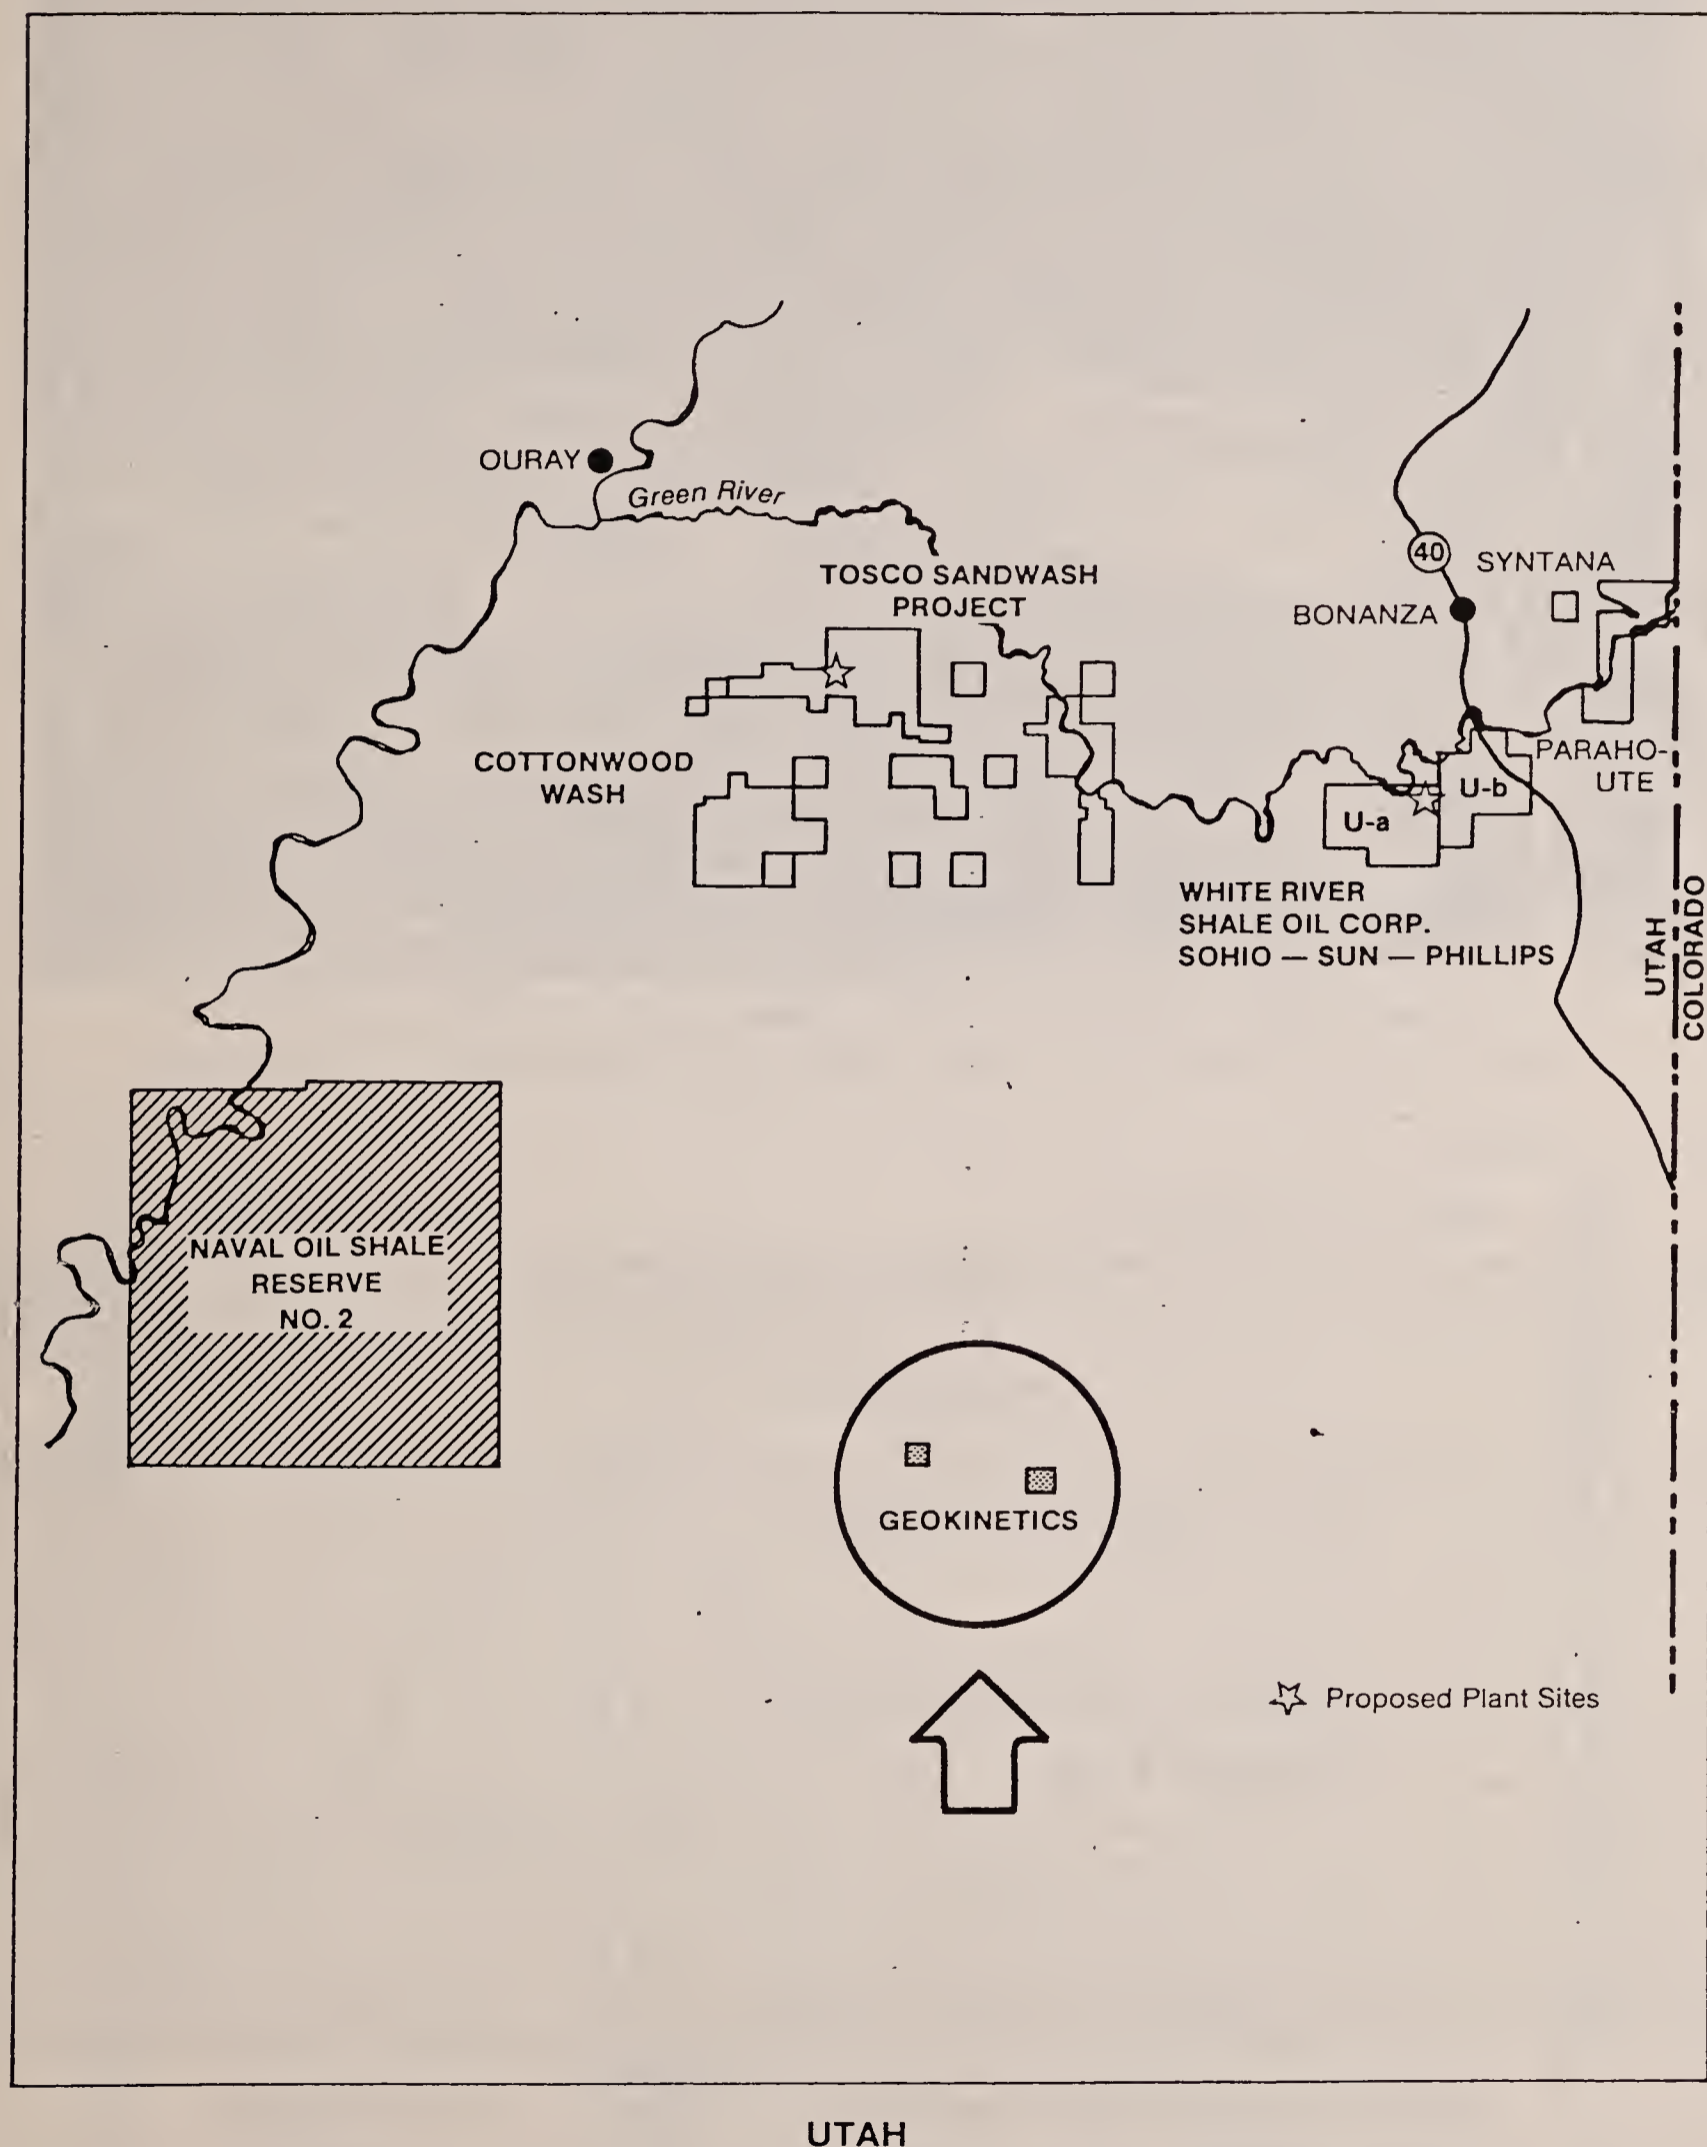 OURAY
Green River
40
SYNTANA
TOSCO SANDWASH
PROJECT
BONANZA
COTTONWOOD
WASH
PARAHO-
UTE
U-b
U-a
WHITE RIVER
SHALE OIL CORP.
SOHIO — SUN — PHILLIPS
UTAH
COLORADO
NAVAL OIL SHALE
RESERVE
NO. 2
GEOKINETICS
Proposed Plant Sites
UTAH